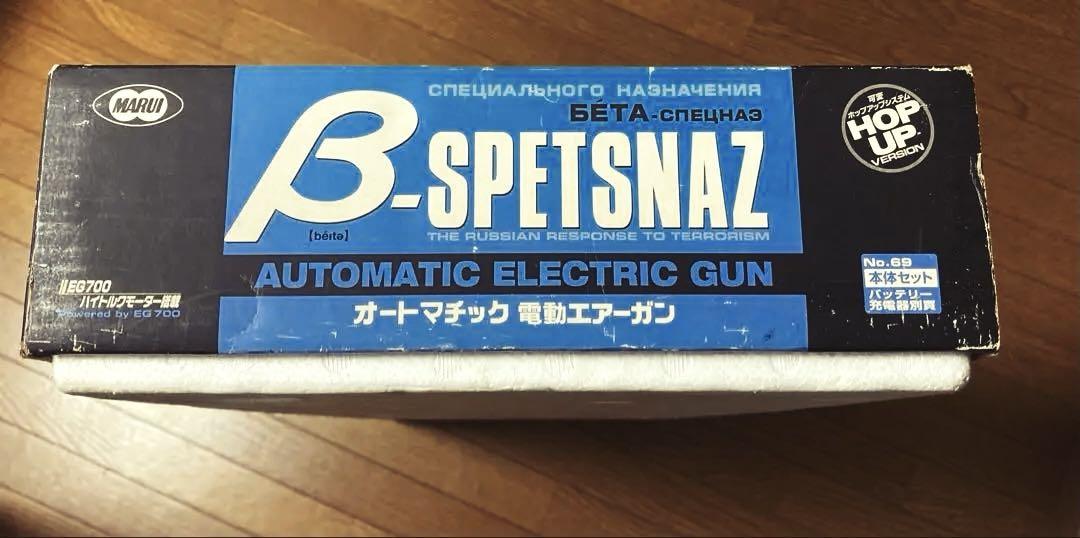 MARUI
СПЕЦИАЛЬНОГО НАЗНАЧЕНИЯ
БÉТА-СПЕЦНАЭ
β-SPETSNAZ
【béitə】
THE RUSSIAN RESPONSE TO TERRORISM
AUTOMATIC ELECTRIC GUN
オートマチック 電動エアーガン
EG700
ハイトルクモーター搭載
Powered by EG700
可変
ホップアップシステム
HOP
UP
VERSION
No.69
本体セット
バッテリー
充電器別買